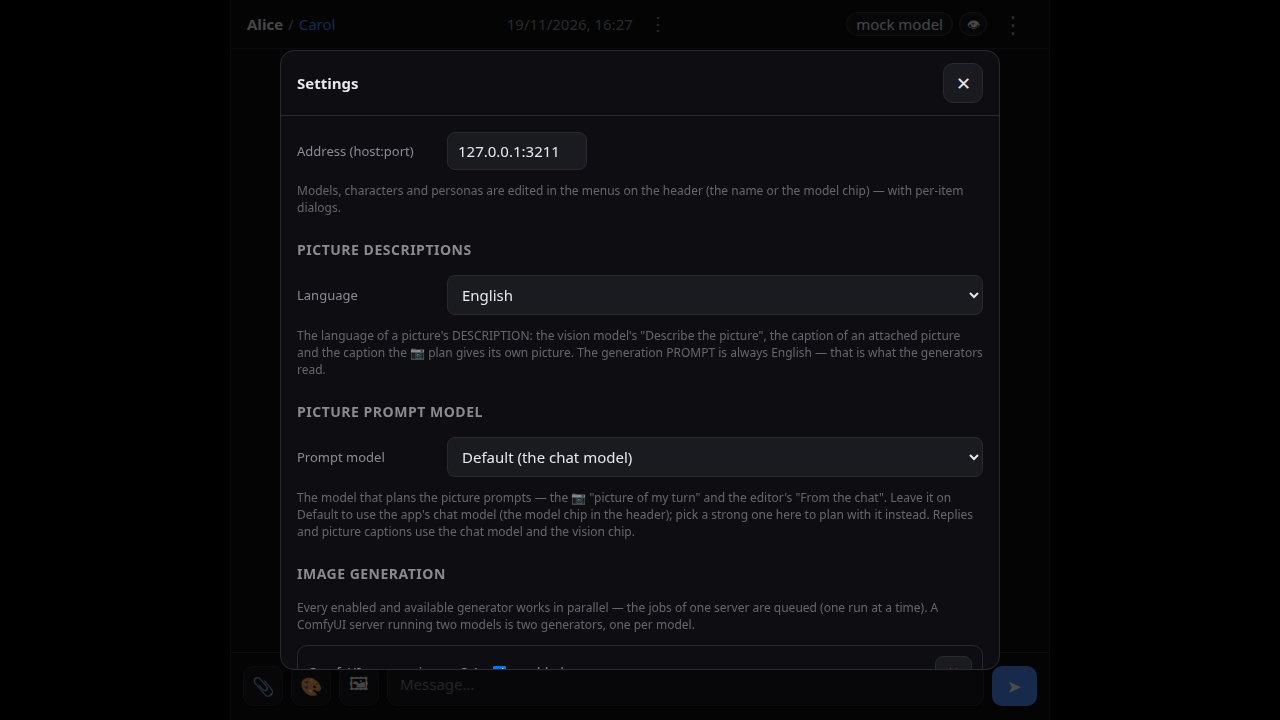 Alice / Carol
19/11/2026, 16:27
mock model
Settings
Address (host:port)
127.0.0.1:3211
Models, characters and personas are edited in the menus on the header (the name or the model chip) — with per-item
dialogs.
PICTURE DESCRIPTIONS
Language
English
The language of a picture's DESCRIPTION: the vision model's "Describe the picture", the caption of an attached picture
and the caption the 📷 plan gives its own picture. The generation PROMPT is always English — that is what the generators
read.
PICTURE PROMPT MODEL
Prompt model
Default (the chat model)
The model that plans the picture prompts — the 📷 "picture of my turn" and the editor's "From the chat". Leave it on
Default to use the app's chat model (the model chip in the header); pick a strong one here to plan with it instead. Replies
and picture captions use the chat model and the vision chip.
IMAGE GENERATION
Every enabled and available generator works in parallel — the jobs of one server are queued (one run at a time). A
ComfyUI server running two models is two generators, one per model.
Message...